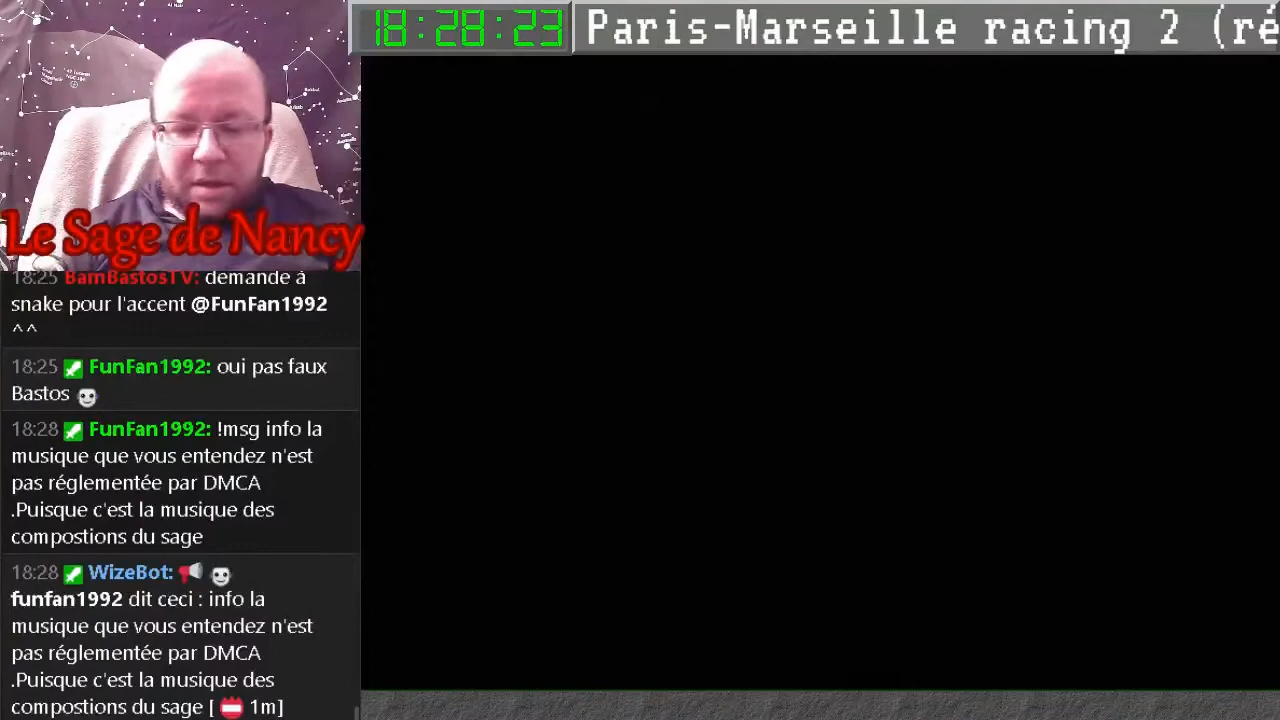 18:28:23
Paris-Marseille racing 2 (ré
Le Sage de Nancy
18:25 BamBastosTV: demande à
snake pour l'accent @FunFan1992
^^
18:25 FunFan1992: oui pas faux
Bastos
18:28 FunFan1992: !msg info la
musique que vous entendez n'est
pas réglementée par DMCA
.Puisque c'est la musique des
compostions du sage
18:28 WizeBot:
funfan1992 dit ceci : info la
musique que vous entendez n'est
pas réglementée par DMCA
.Puisque c'est la musique des
compostions du sage [ 1m]